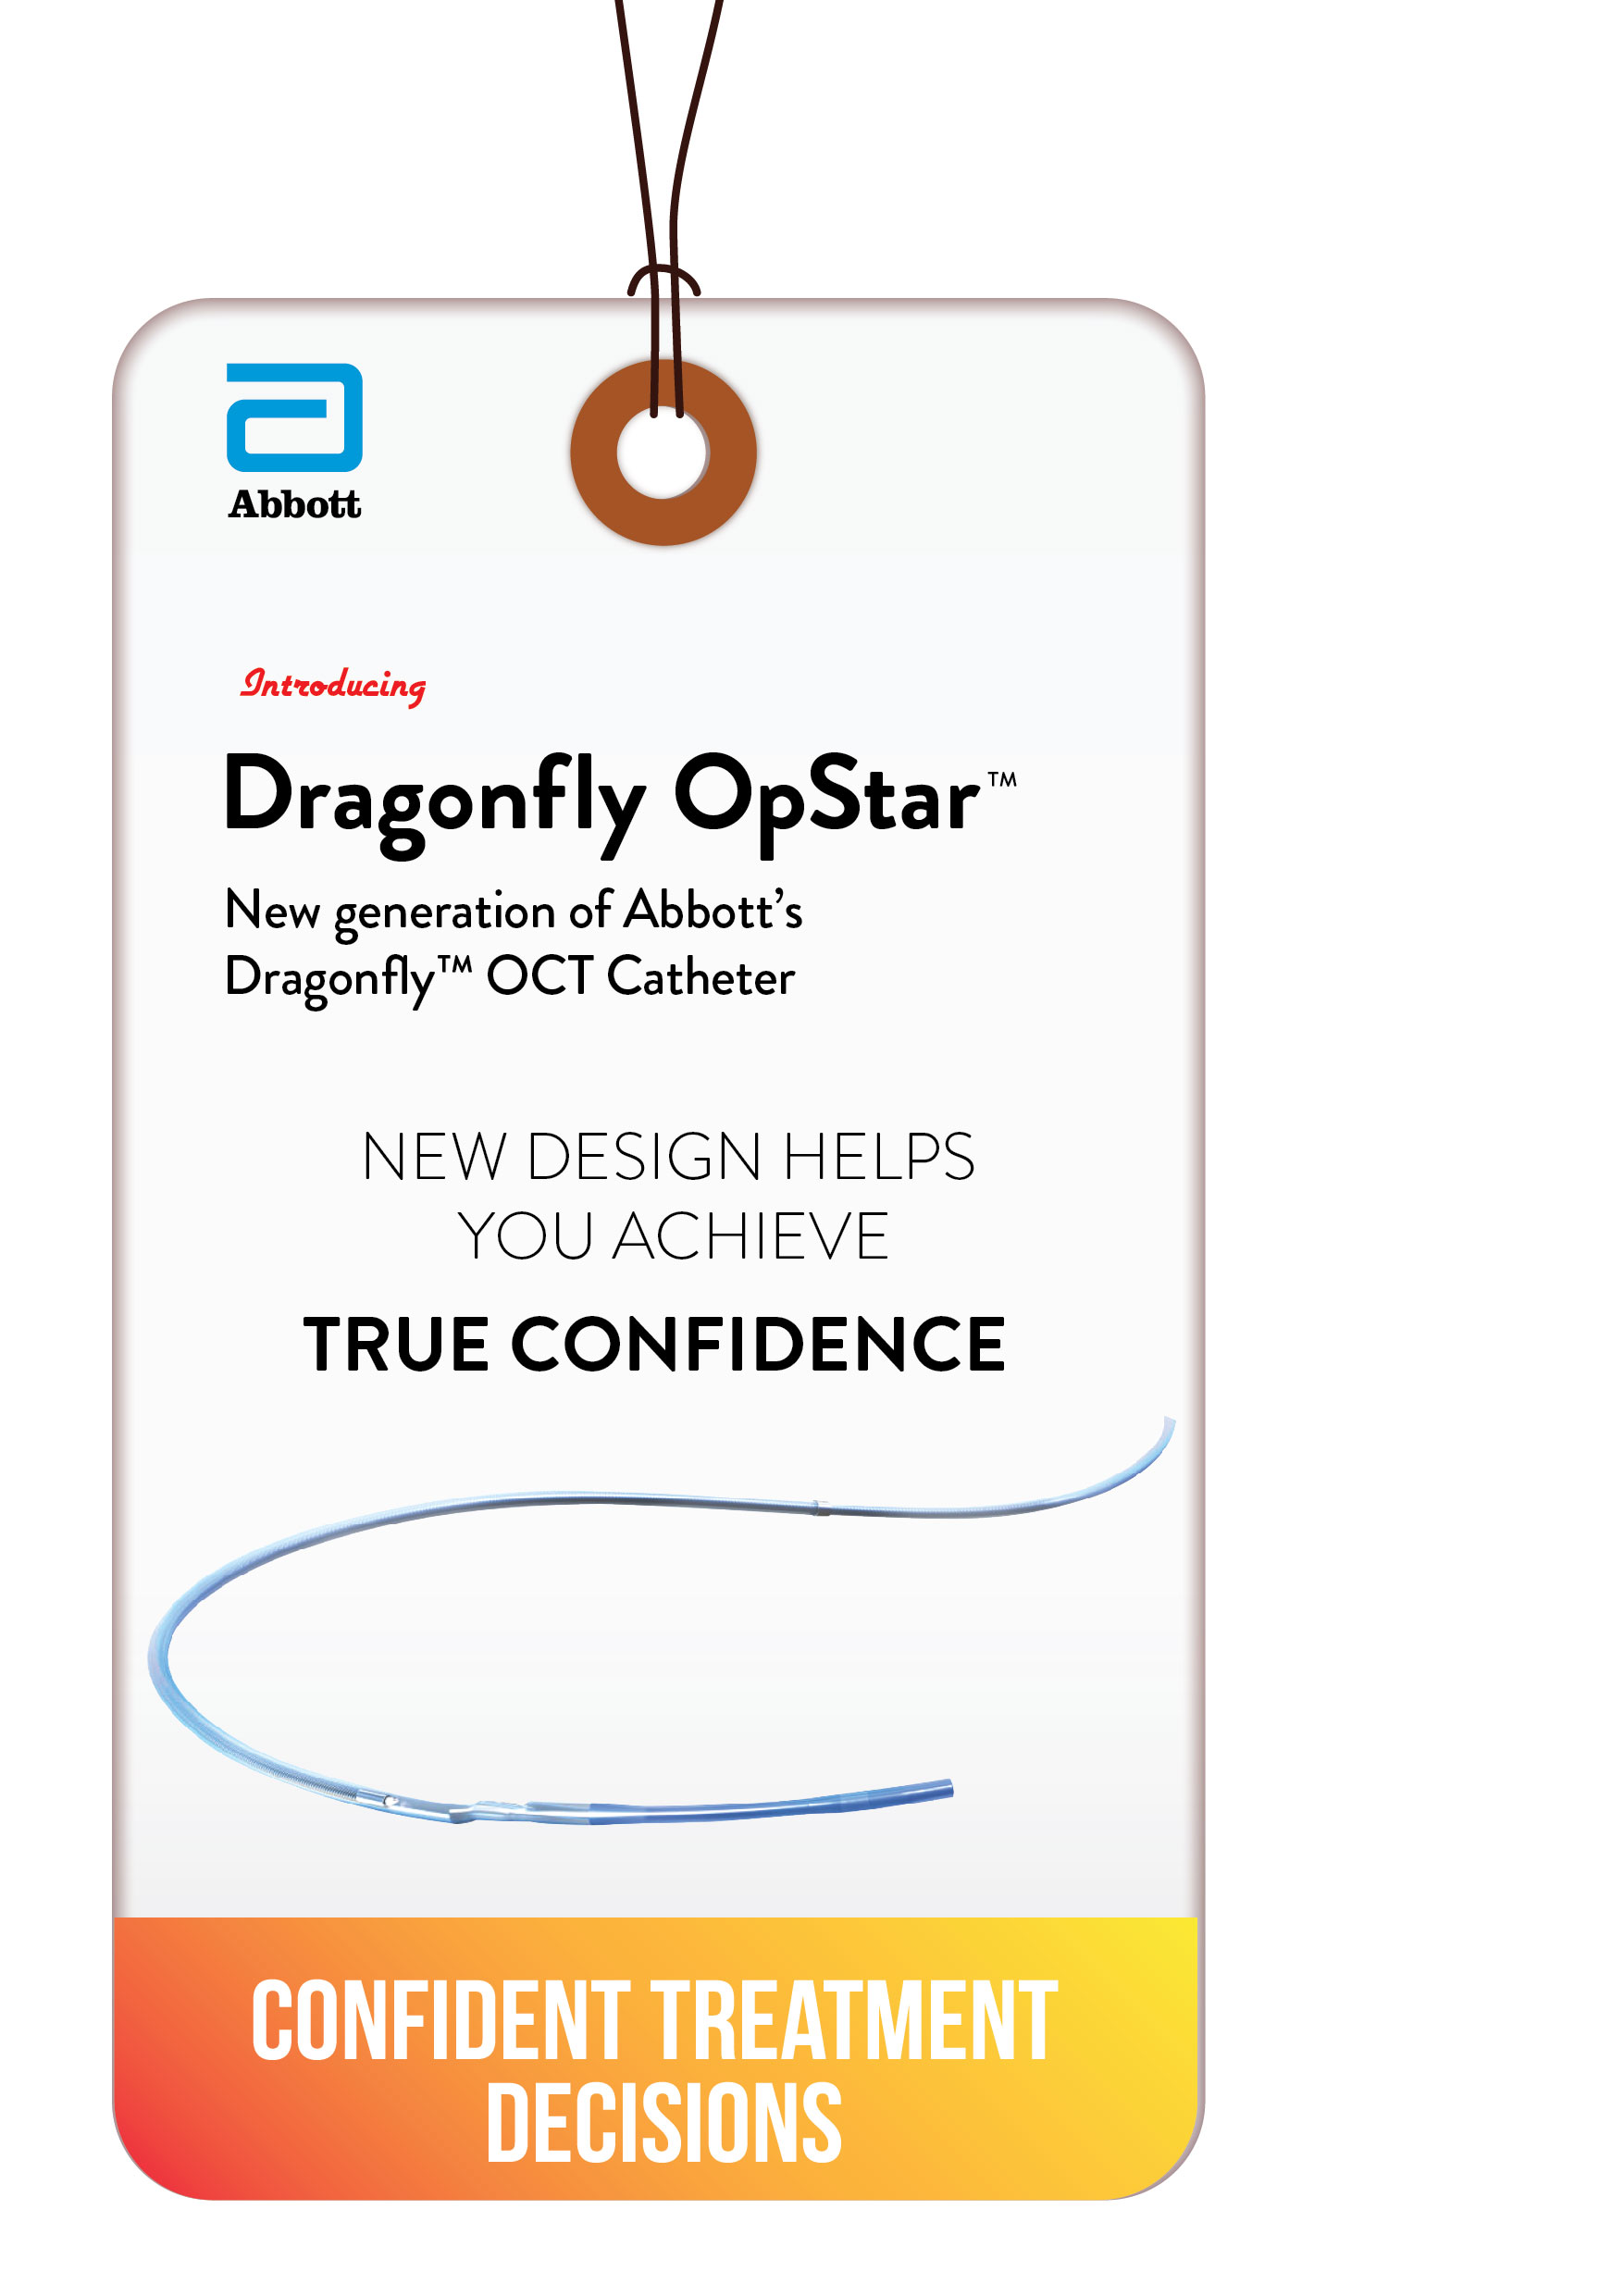 Abbott
Introducing
Dragonfly OpStar™
New generation of Abbott’s
Dragonfly™ OCT Catheter
NEW DESIGN HELPS
YOU ACHIEVE
TRUE CONFIDENCE
CONFIDENT TREATMENT
DECISIONS